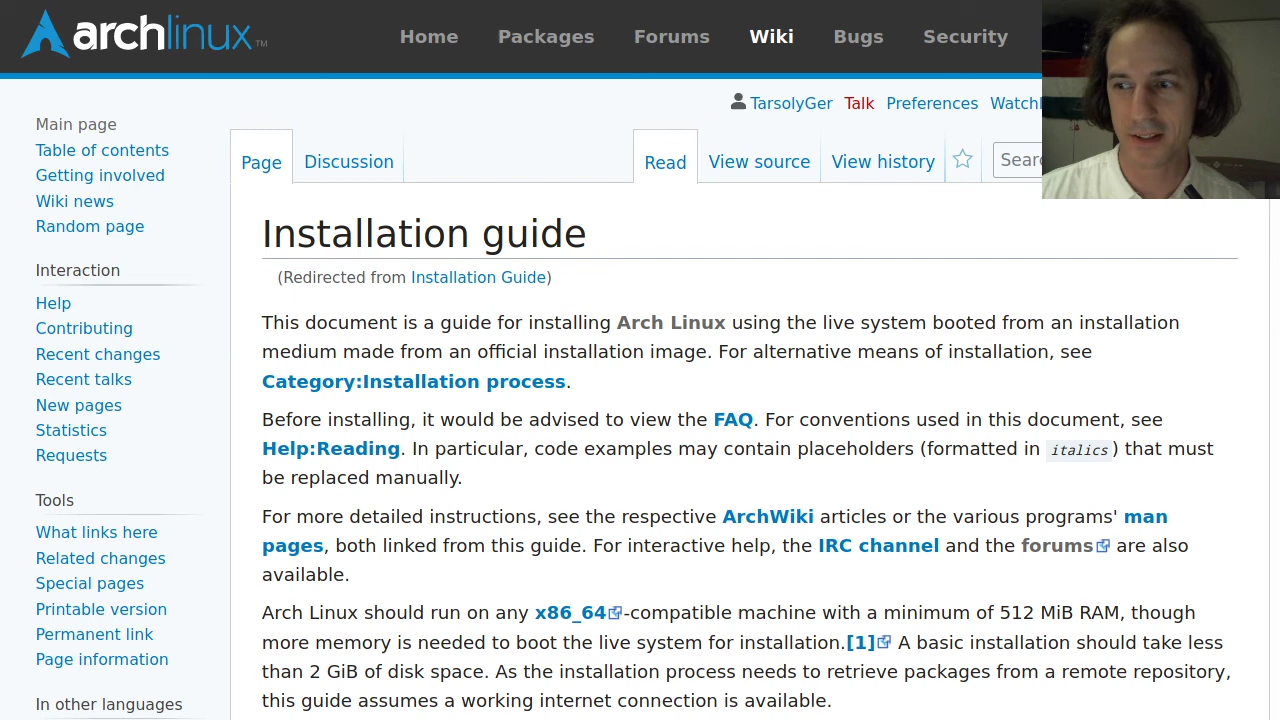 archlinux™
Home Packages Forums Wiki Bugs Security
TarsolyGer Talk Preferences
Page Discussion Read View source View history
Main page
Table of contents
Getting involved
Wiki news
Random page
Interaction
Help
Contributing
Recent changes
Recent talks
New pages
Statistics
Requests
Tools
What links here
Related changes
Special pages
Printable version
Permanent link
Page information
In other languages
Installation guide
(Redirected from Installation Guide)
This document is a guide for installing Arch Linux using the live system booted from an installation
medium made from an official installation image. For alternative means of installation, see
Category:Installation process.
Before installing, it would be advised to view the FAQ. For conventions used in this document, see
Help:Reading. In particular, code examples may contain placeholders (formatted in italics) that must
be replaced manually.
For more detailed instructions, see the respective ArchWiki articles or the various programs' man
pages, both linked from this guide. For interactive help, the IRC channel and the forums are also
available.
Arch Linux should run on any x86_64-compatible machine with a minimum of 512 MiB RAM, though
more memory is needed to boot the live system for installation.[1] A basic installation should take less
than 2 GiB of disk space. As the installation process needs to retrieve packages from a remote repository,
this guide assumes a working internet connection is available.